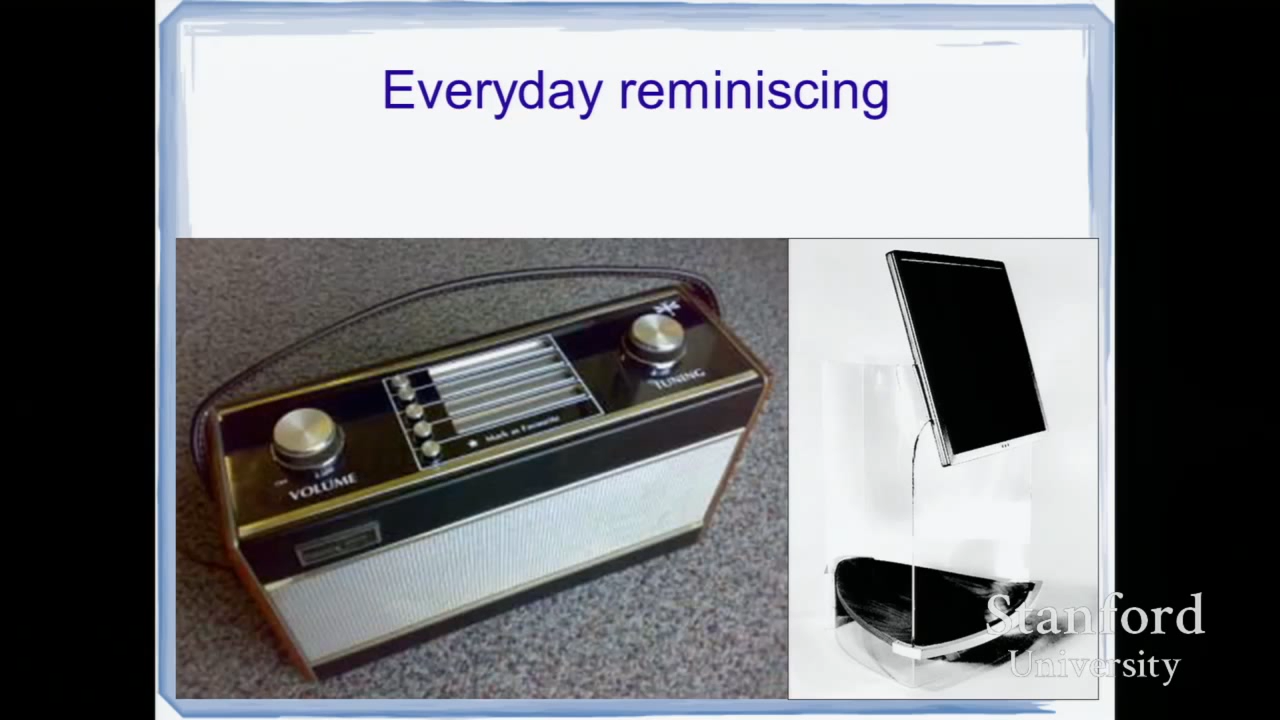 Everyday reminiscing
TUNING
Mark as Favourite
VOLUME
Stanford
University